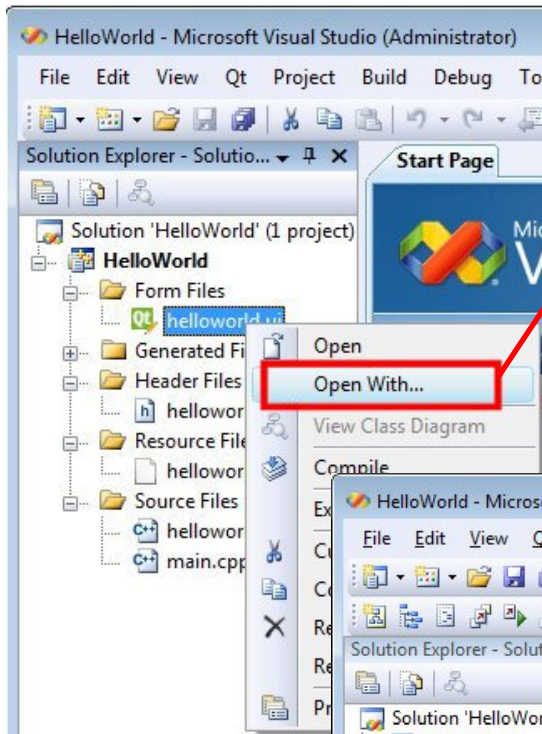 HelloWorld - Microsoft Visual Studio (Administrator)
File Edit View Qt Project Build Debug To
Solution Explorer - Solutio...
Start Page
Solution 'HelloWorld' (1 project)
HelloWorld
Form Files
helloworld.ui
Generated Fi
Header Files
hellowor
Resource File
hellowor
Source Files
hellowor
main.cpp
Open
Open With...
View Class Diagram
Compile
HelloWorld - Micros
File Edit View
Solution Explorer - Solut
Solution 'HelloWor